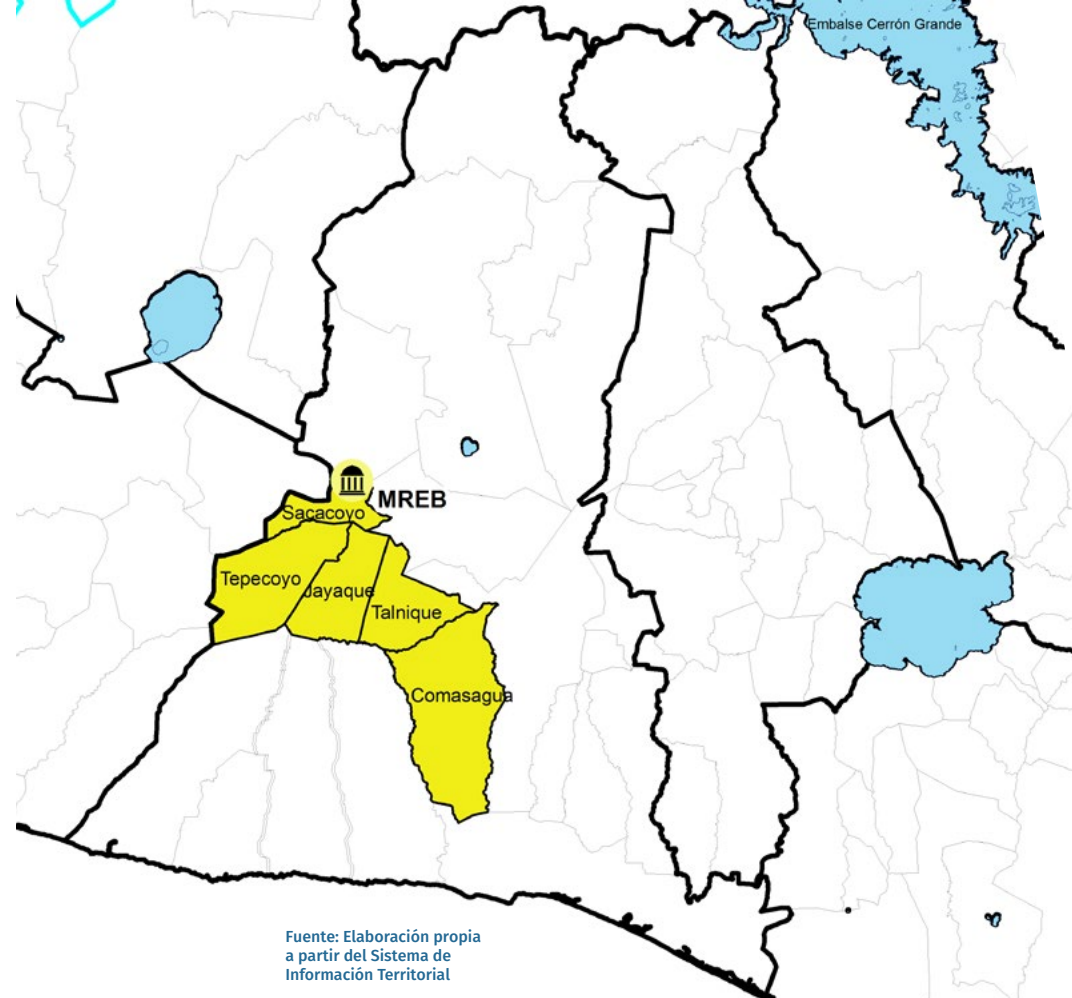 Embalse Cerrón Grande
MREB
Sacacoyo
Tepecoyo
Jayaque
Talnique
Comasagua
Fuente: Elaboración propia
a partir del Sistema de
Información Territorial